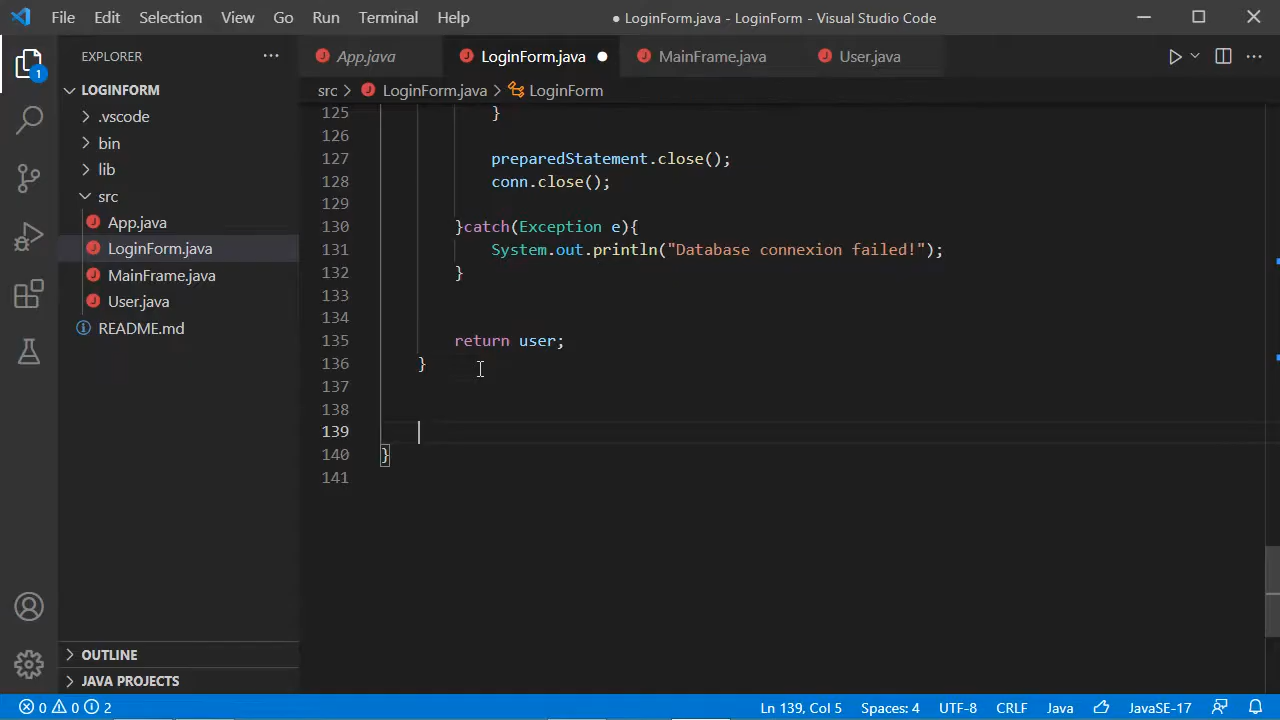 File Edit Selection View Go Run Terminal Help ● LoginForm.java - LoginForm - Visual Studio Code
EXPLORER ··· App.java LoginForm.java ● MainFrame.java User.java ···
1
LOGINFORM
src > LoginForm.java > LoginForm
.vscode
bin
lib
src
App.java
LoginForm.java
MainFrame.java
User.java
README.md
125 }
126
127 preparedStatement.close();
128 conn.close();
129
130 }catch(Exception e){
131 System.out.println("Database connexion failed!");
132 }
133
134
135 return user;
136 }
137
138
139
140 }
141
OUTLINE
JAVA PROJECTS
0 0 2 Ln 139, Col 5 Spaces: 4 UTF-8 CRLF Java JavaSE-17